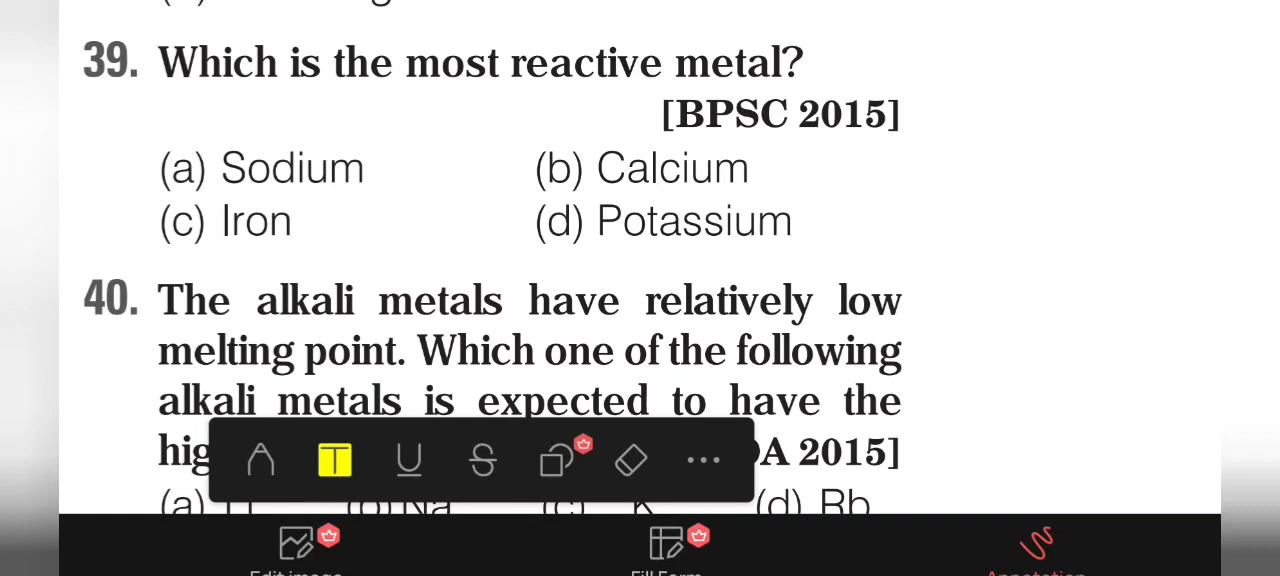 39. Which is the most reactive metal?
[BPSC 2015]
(a) Sodium (b) Calcium
(c) Iron (d) Potassium
40. The alkali metals have relatively low
melting point. Which one of the following
alkali metals is expected to have the
A 2015]
(a) (d) Rb